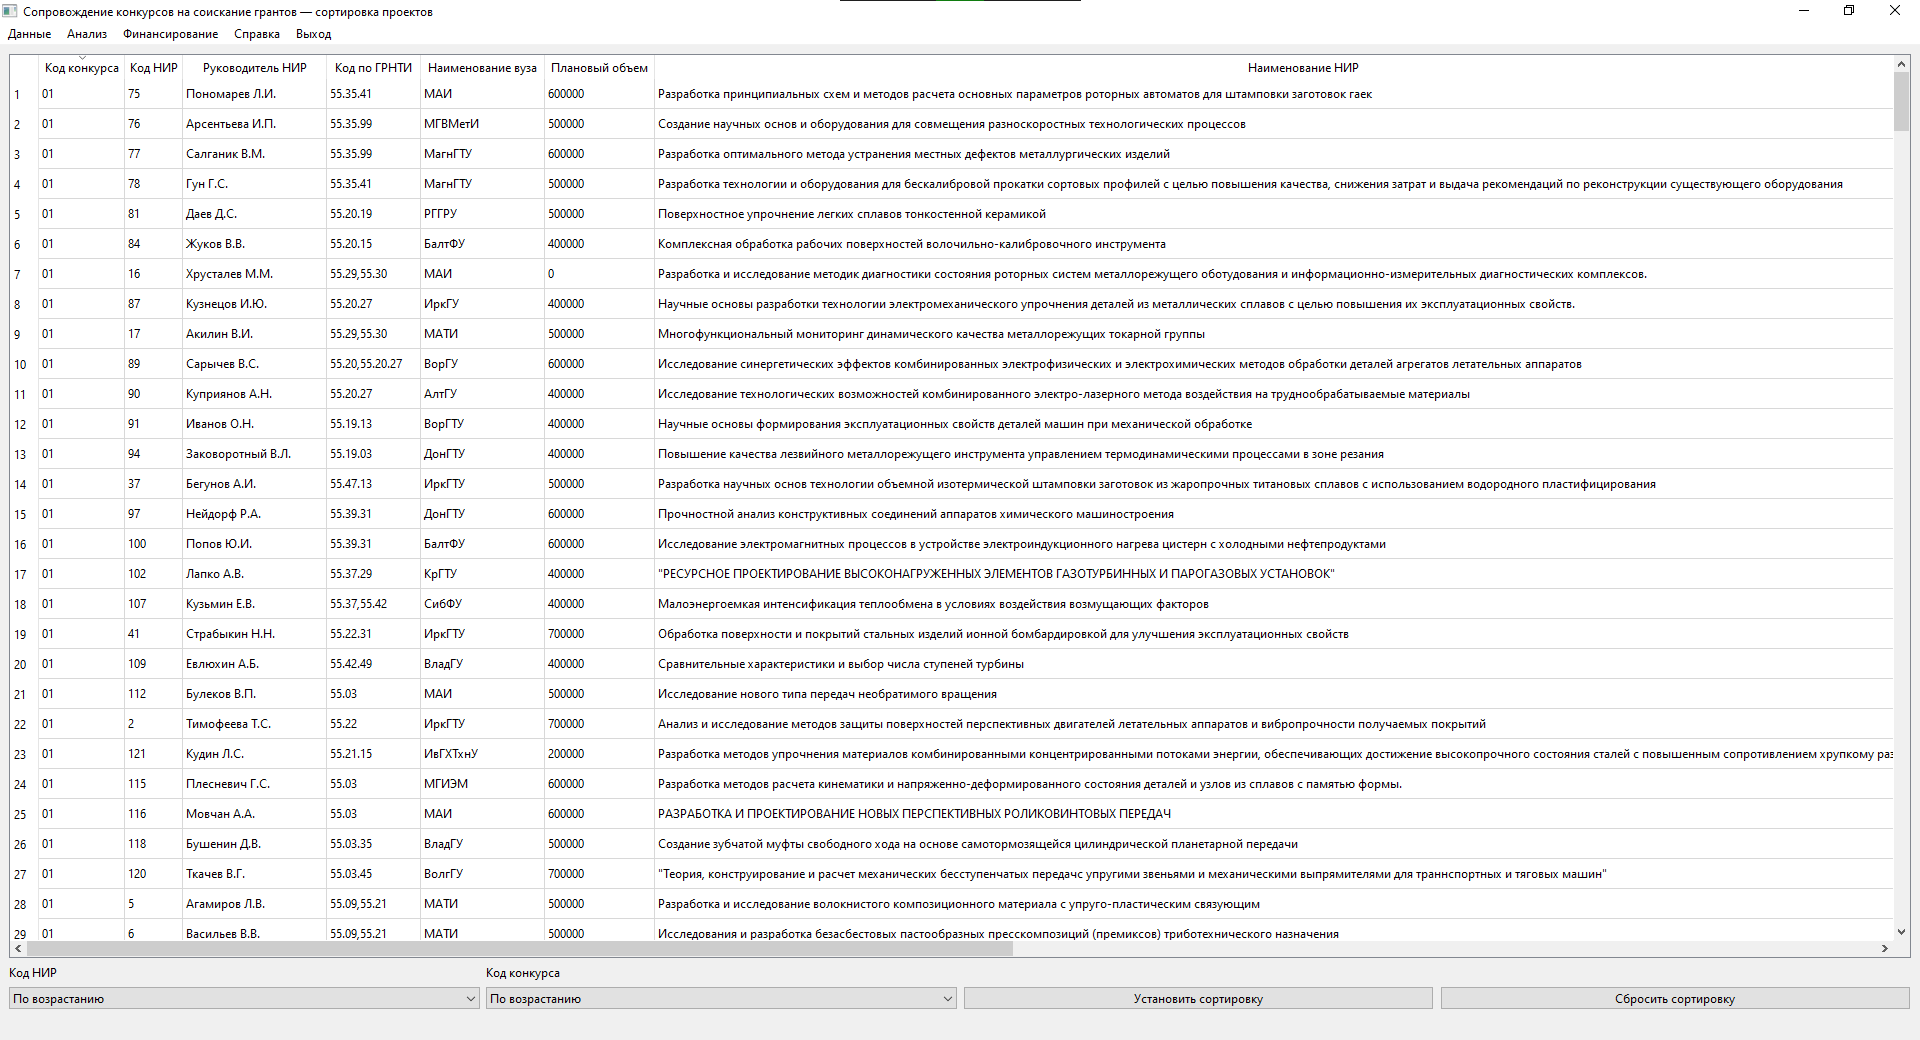 Сопровождение конкурсов на соискание грантов — сортировка проектов
Данные Анализ Финансирование Справка Выход
Код конкурса Код НИР Руководитель НИР Код по ГРНТИ Наименование вуза Плановый объем Наименование НИР
1 01 75 Пономарев Л.И. 55.35.41 МАИ 600000 Разработка принципиальных схем и методов расчета основных параметров роторных автоматов для штамповки заготовок гаек
2 01 76 Арсентьева И.П. 55.35.99 МГВМетИ 500000 Создание научных основ и оборудования для совмещения разноскоростных технологических процессов
3 01 77 Салганик В.М. 55.35.99 МагнГТУ 600000 Разработка оптимального метода устранения местных дефектов металлургических изделий
4 01 78 Гун Г.С. 55.35.41 МагнГТУ 500000 Разработка технологии и оборудования для бескалибровой прокатки сортовых профилей с целью повышения качества, снижения затрат и выдача рекомендаций по реконструкции существующего оборудования
5 01 81 Даев Д.С. 55.20.19 РГГРУ 500000 Поверхностное упрочнение легких сплавов тонкостенной керамикой
6 01 84 Жуков В.В. 55.20.15 БалтФУ 400000 Комплексная обработка рабочих поверхностей волочильно-калибровочного инструмента
7 01 16 Хрусталев М.М. 55.29,55.30 МАИ 0 Разработка и исследование методик диагностики состояния роторных систем металлорежущего оботудования и информационно-измерительных диагностических комплексов.
8 01 87 Кузнецов И.Ю. 55.20.27 ИркГУ 400000 Научные основы разработки технологии электромеханического упрочнения деталей из металлических сплавов с целью повышения их эксплуатационных свойств.
9 01 17 Акилин В.И. 55.29,55.30 МАТИ 500000 Многофункциональный мониторинг динамического качества металлорежущих токарной группы
10 01 89 Сарычев В.С. 55.20,55.20.27 ВорГУ 600000 Исследование синергетических эффектов комбинированных электрофизических и электрохимических методов обработки деталей агрегатов летательных аппаратов
11 01 90 Куприянов А.Н. 55.20.27 АлтГУ 400000 Исследование технологических возможностей комбинированного электро-лазерного метода воздействия на труднообрабатываемые материалы
12 01 91 Иванов О.Н. 55.19.13 ВорГТУ 400000 Научные основы формирования эксплуатационных свойств деталей машин при механической обработке
13 01 94 Заковоротный В.Л. 55.19.03 ДонГТУ 400000 Повышение качества лезвийного металлорежущего инструмента управлением термодинамическими процессами в зоне резания
14 01 37 Бегунов А.И. 55.47.13 ИркГТУ 500000 Разработка научных основ технологии объемной изотермической штамповки заготовок из жаропрочных титановых сплавов с использованием водородного пластифицирования
15 01 97 Нейдорф Р.А. 55.39.31 ДонГТУ 600000 Прочностной анализ конструктивных соединений аппаратов химического машиностроения
16 01 100 Попов Ю.И. 55.39.31 БалтФУ 600000 Исследование электромагнитных процессов в устройстве электроиндукционного нагрева цистерн с холодными нефтепродуктами
17 01 102 Лапко А.В. 55.37.29 КрГТУ 400000 "РЕСУРСНОЕ ПРОЕКТИРОВАНИЕ ВЫСОКОНАГРУЖЕННЫХ ЭЛЕМЕНТОВ ГАЗОТУРБИННЫХ И ПАРОГАЗОВЫХ УСТАНОВОК"
18 01 107 Кузьмин Е.В. 55.37,55.42 СибФУ 400000 Малоэнергоемкая интенсификация теплообмена в условиях воздействия возмущающих факторов
19 01 41 Страбыкин Н.Н. 55.22.31 ИркГТУ 700000 Обработка поверхности и покрытий стальных изделий ионной бомбардировкой для улучшения эксплуатационных свойств
20 01 109 Евлюхин А.Б. 55.42.49 ВладГУ 400000 Сравнительные характеристики и выбор числа ступеней турбины
21 01 112 Булеков В.П. 55.03 МАИ 500000 Исследование нового типа передач необратимого вращения
22 01 2 Тимофеева Т.С. 55.22 ИркГТУ 700000 Анализ и исследование методов защиты поверхностей перспективных двигателей летательных аппаратов и вибропрочности получаемых покрытий
23 01 121 Кудин Л.С. 55.21.15 ИвГХТхнУ 200000 Разработка методов упрочнения материалов комбинированными концентрированными потоками энергии, обеспечивающих достижение высокопрочного состояния сталей с повышенным сопротивлением хрупкому раз
24 01 115 Плесневич Г.С. 55.03 МГИЭМ 600000 Разработка методов расчета кинематики и напряженно-деформированного состояния деталей и узлов из сплавов с памятью формы.
25 01 116 Мовчан А.А. 55.03 МАИ 600000 РАЗРАБОТКА И ПРОЕКТИРОВАНИЕ НОВЫХ ПЕРСПЕКТИВНЫХ РОЛИКОВИНТОВЫХ ПЕРЕДАЧ
26 01 118 Бушенин Д.В. 55.03.35 ВладГУ 500000 Создание зубчатой муфты свободного хода на основе самотормозящейся цилиндрической планетарной передачи
27 01 120 Ткачев В.Г. 55.03.45 ВолгГУ 700000 "Теория, конструирование и расчет механических бесступенчатых передачс упругими звеньями и механическими выпрямителями для траннспортных и тяговых машин"
28 01 5 Агамиров Л.В. 55.09,55.21 МАТИ 500000 Разработка и исследование волокнистого композиционного материала с упруго-пластическим связующим
29 01 6 Васильев В.В. 55.09,55.21 МАТИ 500000 Исследования и разработка безасбестовых пастообразных пресскомпозиций (премиксов) триботехнического назначения
Код НИР Код конкурса
По возрастанию По возрастанию Установить сортировку Сбросить сортировку